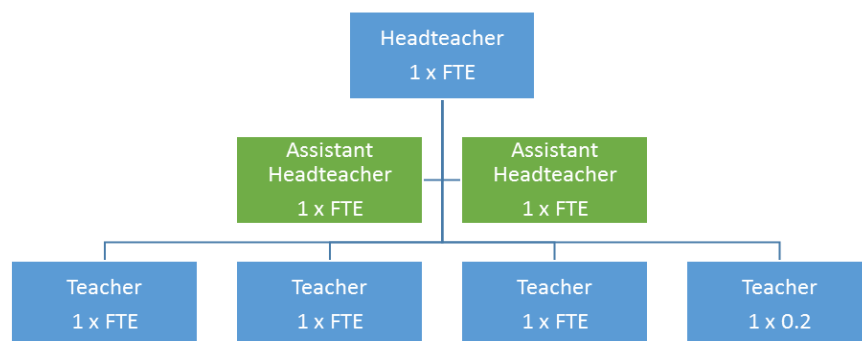 Headteacher
1 x FTE
Assistant
Headteacher
1 x FTE
Assistant
Headteacher
1 x FTE
Teacher
1 x FTE
Teacher
1 x FTE
Teacher
1 x FTE
Teacher
1 x 0.2